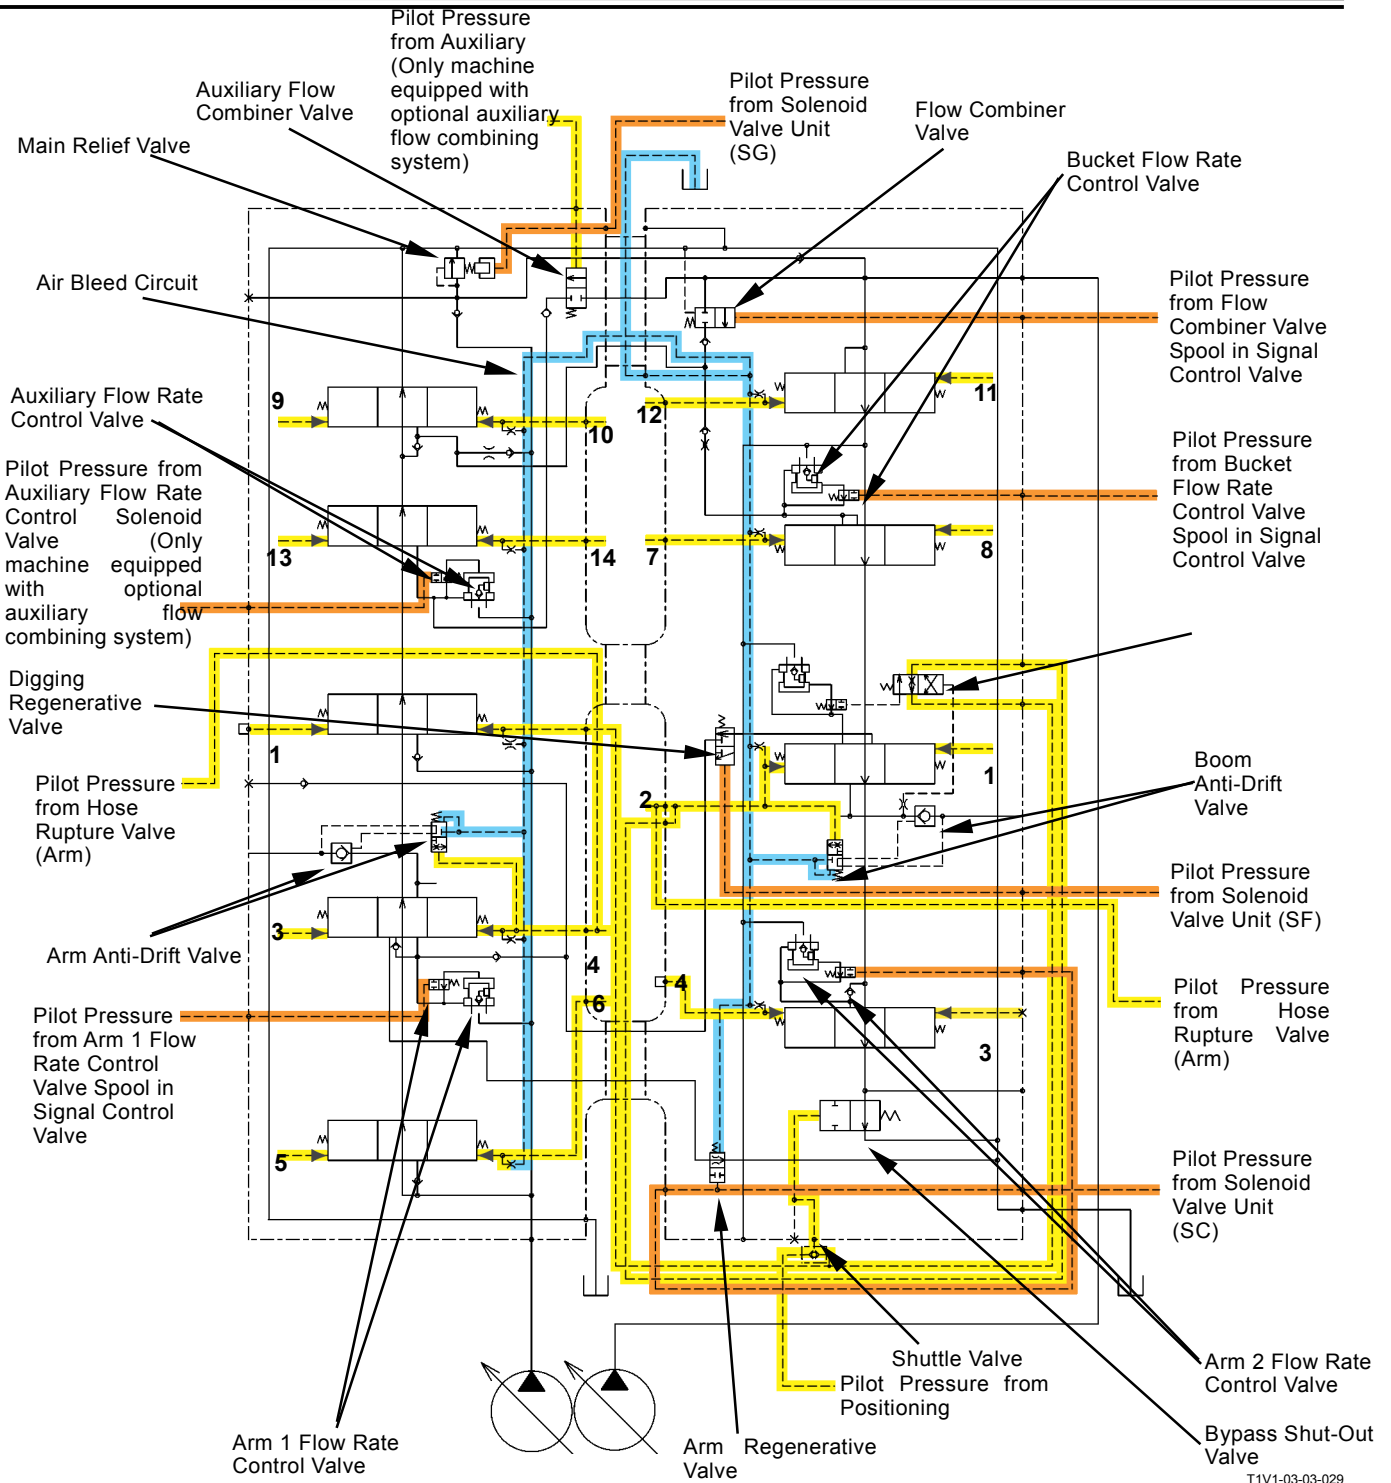 Pilot Pressure
from Auxiliary
(Only machine
equipped with
optional auxiliary
flow combining
system)
Auxiliary Flow
Combiner Valve
Main Relief Valve
Pilot Pressure
from Solenoid
Valve Unit
(SG)
Flow Combiner
Valve
Bucket Flow Rate
Control Valve
Air Bleed Circuit
Pilot Pressure
from Flow
Combiner Valve
Spool in Signal
Control Valve
Auxiliary Flow Rate
Control Valve
9
10
12
11
Pilot Pressure from
Auxiliary Flow Rate
Control Solenoid
Valve (Only
machine equipped
with optional
auxiliary flow
combining system)
Pilot Pressure
from Bucket
Flow Rate
Control Valve
Spool in Signal
Control Valve
13
14
7
8
Digging
Regenerative
Valve
1
1
2
Pilot Pressure
from Hose
Rupture Valve
(Arm)
Boom
Anti-Drift
Valve
Pilot Pressure
from Solenoid
Valve Unit (SF)
3
4
4
6
3
Arm Anti-Drift Valve
Pilot Pressure
from Hose
Rupture Valve
(Arm)
Pilot Pressure
from Arm 1 Flow
Rate Control
Valve Spool in
Signal Control
Valve
5
Pilot Pressure
from Solenoid
Valve Unit
(SC)
Shuttle Valve
Pilot Pressure from
Positioning
Arm 2 Flow Rate
Control Valve
Arm 1 Flow Rate
Control Valve
Arm Regenerative
Valve
Bypass Shut-Out
Valve
T1V1-03-03-029